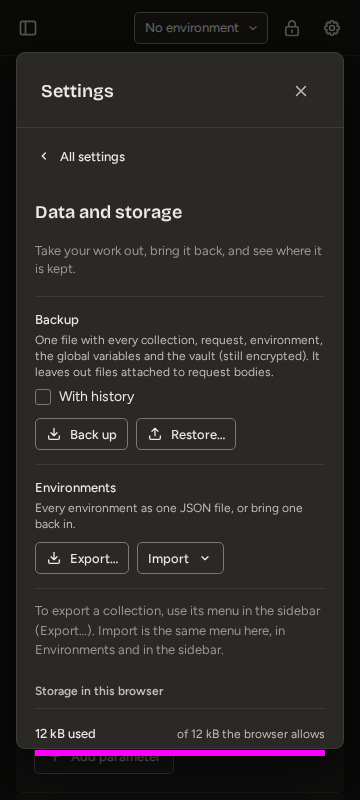 No environment
Settings
All settings
Data and storage
Take your work out, bring it back, and see where it
is kept.
Backup
One file with every collection, request, environment,
the global variables and the vault (still encrypted). It
leaves out files attached to request bodies.
With history
Back up
Restore...
Environments
Every environment as one JSON file, or bring one
back in.
Export...
Import
To export a collection, use its menu in the sidebar
(Export...). Import is the same menu here, in
Environments and in the sidebar.
Storage in this browser
12 kB used
of 12 kB the browser allows
Add parameter